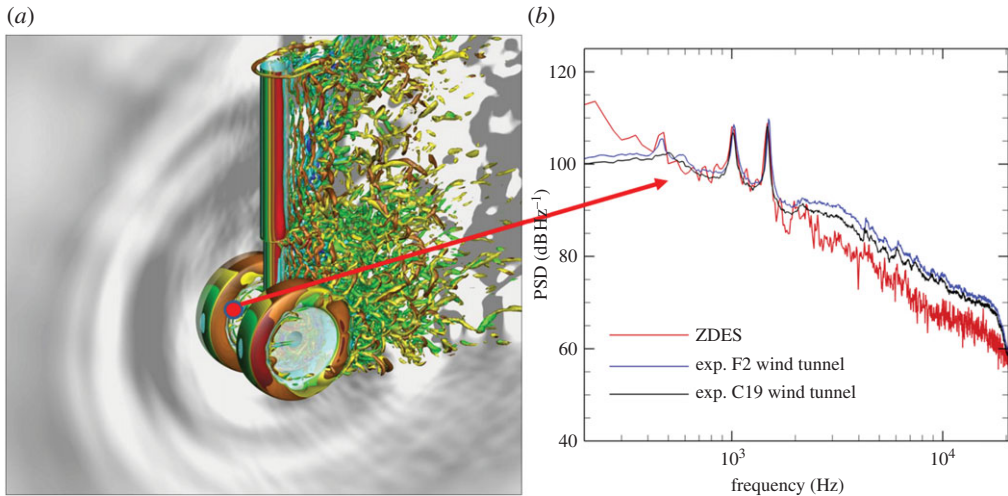 (a)
(b)
120
100
80
60
40
PSD (dB Hz⁻¹)
ZDES
exp. F2 wind tunnel
exp. C19 wind tunnel
10³
10⁴
frequency (Hz)